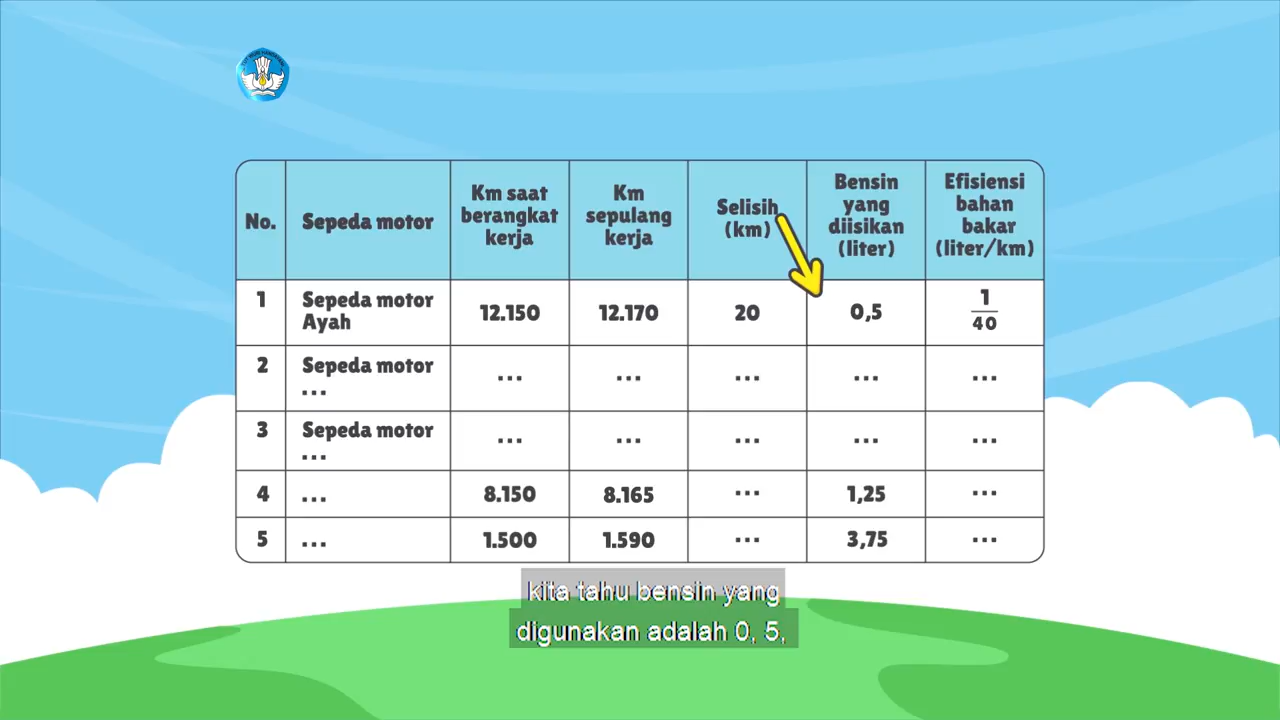 No.
Sepeda motor
Km saat
berangkat
kerja
Km
sepulang
kerja
Selisih
(km)
Bensin
yang
diisikan
(liter)
Efisiensi
bahan
bakar
(liter/km)
1
Sepeda motor
Ayah
12.150
12.170
20
0,5
1
40
2
Sepeda motor
...
...
...
...
...
...
3
Sepeda motor
...
...
...
...
...
...
4
...
8.150
8.165
...
1,25
...
5
...
1.500
1.590
...
3,75
...
kita tahu bensin yang
digunakan adalah 0, 5,